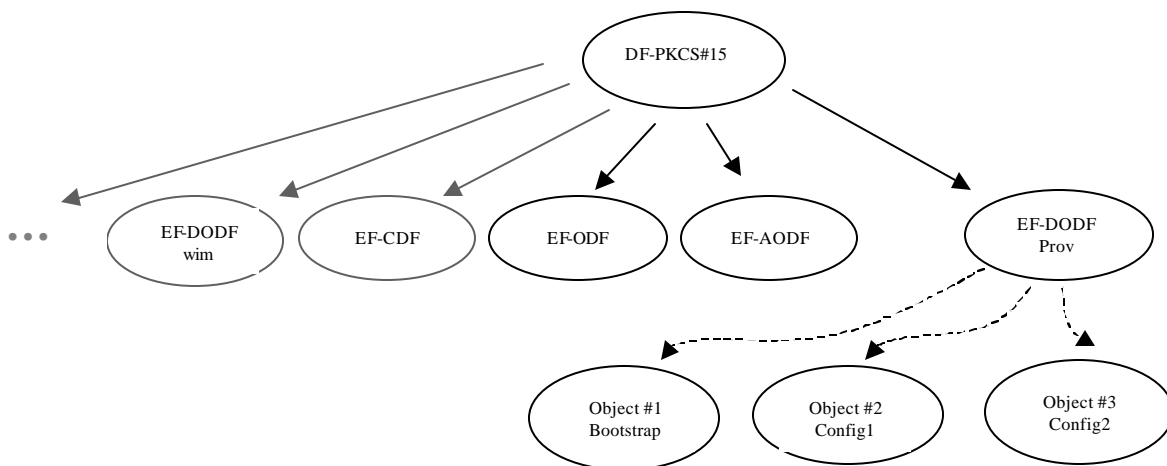 DF-PKCS#15
...
EF-DODF
wim
EF-CDF
EF-ODF
EF-AODF
EF-DODF
Prov
Object #1
Bootstrap
Object #2
Config1
Object #3
Config2